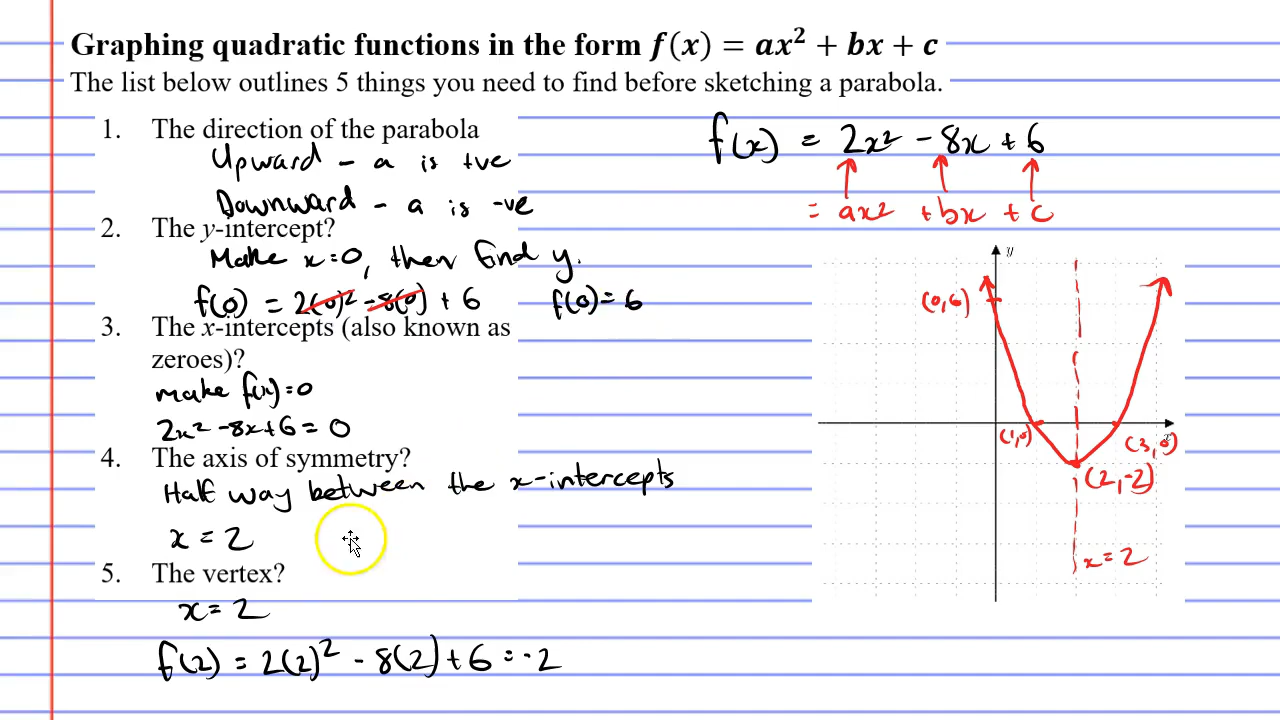 Graphing quadratic functions in the form f(x) = ax² + bx + c
The list below outlines 5 things you need to find before sketching a parabola.
1. The direction of the parabola
Upward - a is +ve
Downward - a is -ve
2. The y-intercept?
Make x=0, then find y.
f(0) = 2(0)² -8(0) + 6 f(0)=6
3. The x-intercepts (also known as
zeroes)?
make f(x)=0
2x² -8x+6=0
4. The axis of symmetry?
Half way between the x-intercepts
x = 2
5. The vertex?
x = 2
f(2) = 2(2)² - 8(2) + 6 = -2
f(x) = 2x² - 8x + 6
= ax² + bx + c
y
(0,6)
(1,0)
(3,0)
x
(2,-2)
x=2